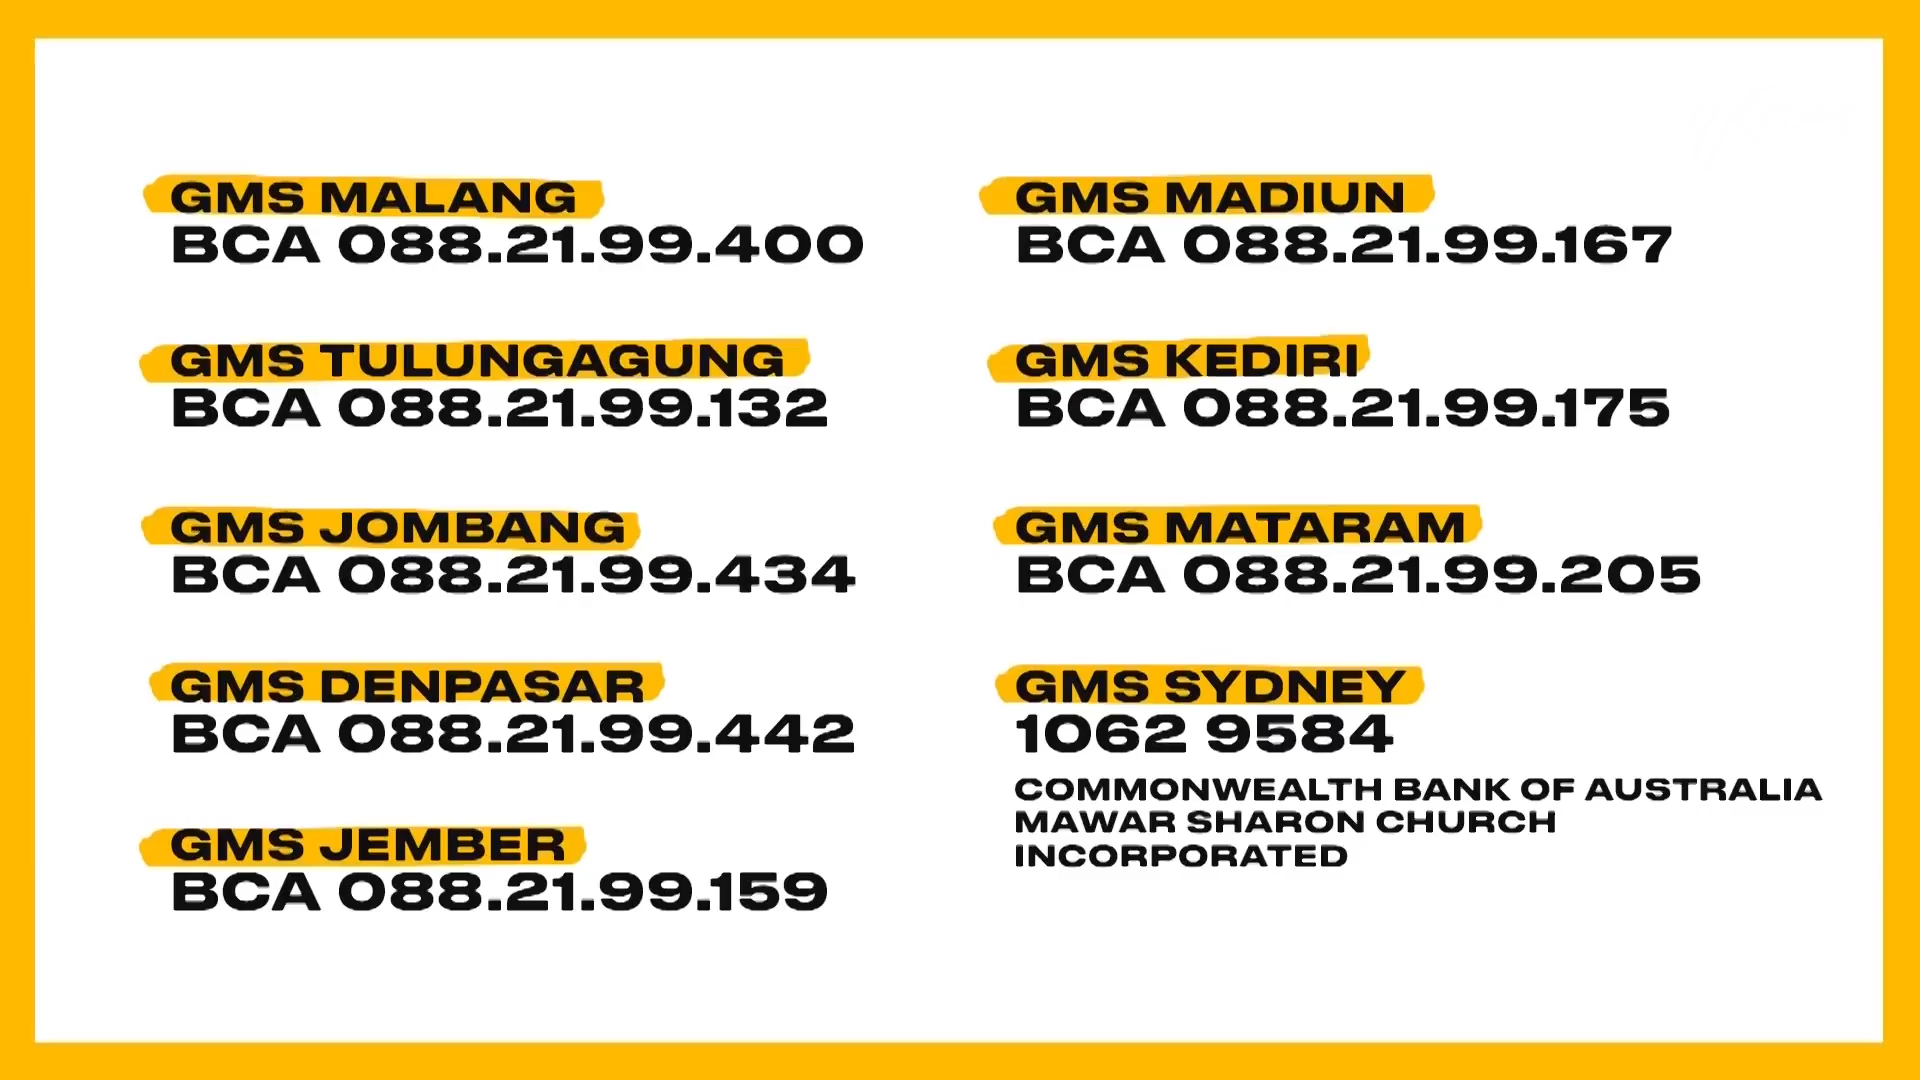 GMS MALANG
BCA 088.21.99.400
GMS TULUNGAGUNG
BCA 088.21.99.132
GMS JOMBANG
BCA 088.21.99.434
GMS DENPASAR
BCA 088.21.99.442
GMS JEMBER
BCA 088.21.99.159
GMS MADIUN
BCA 088.21.99.167
GMS KEDIRI
BCA 088.21.99.175
GMS MATARAM
BCA 088.21.99.205
GMS SYDNEY
1062 9584
COMMONWEALTH BANK OF AUSTRALIA
MAWAR SHARON CHURCH
INCORPORATED